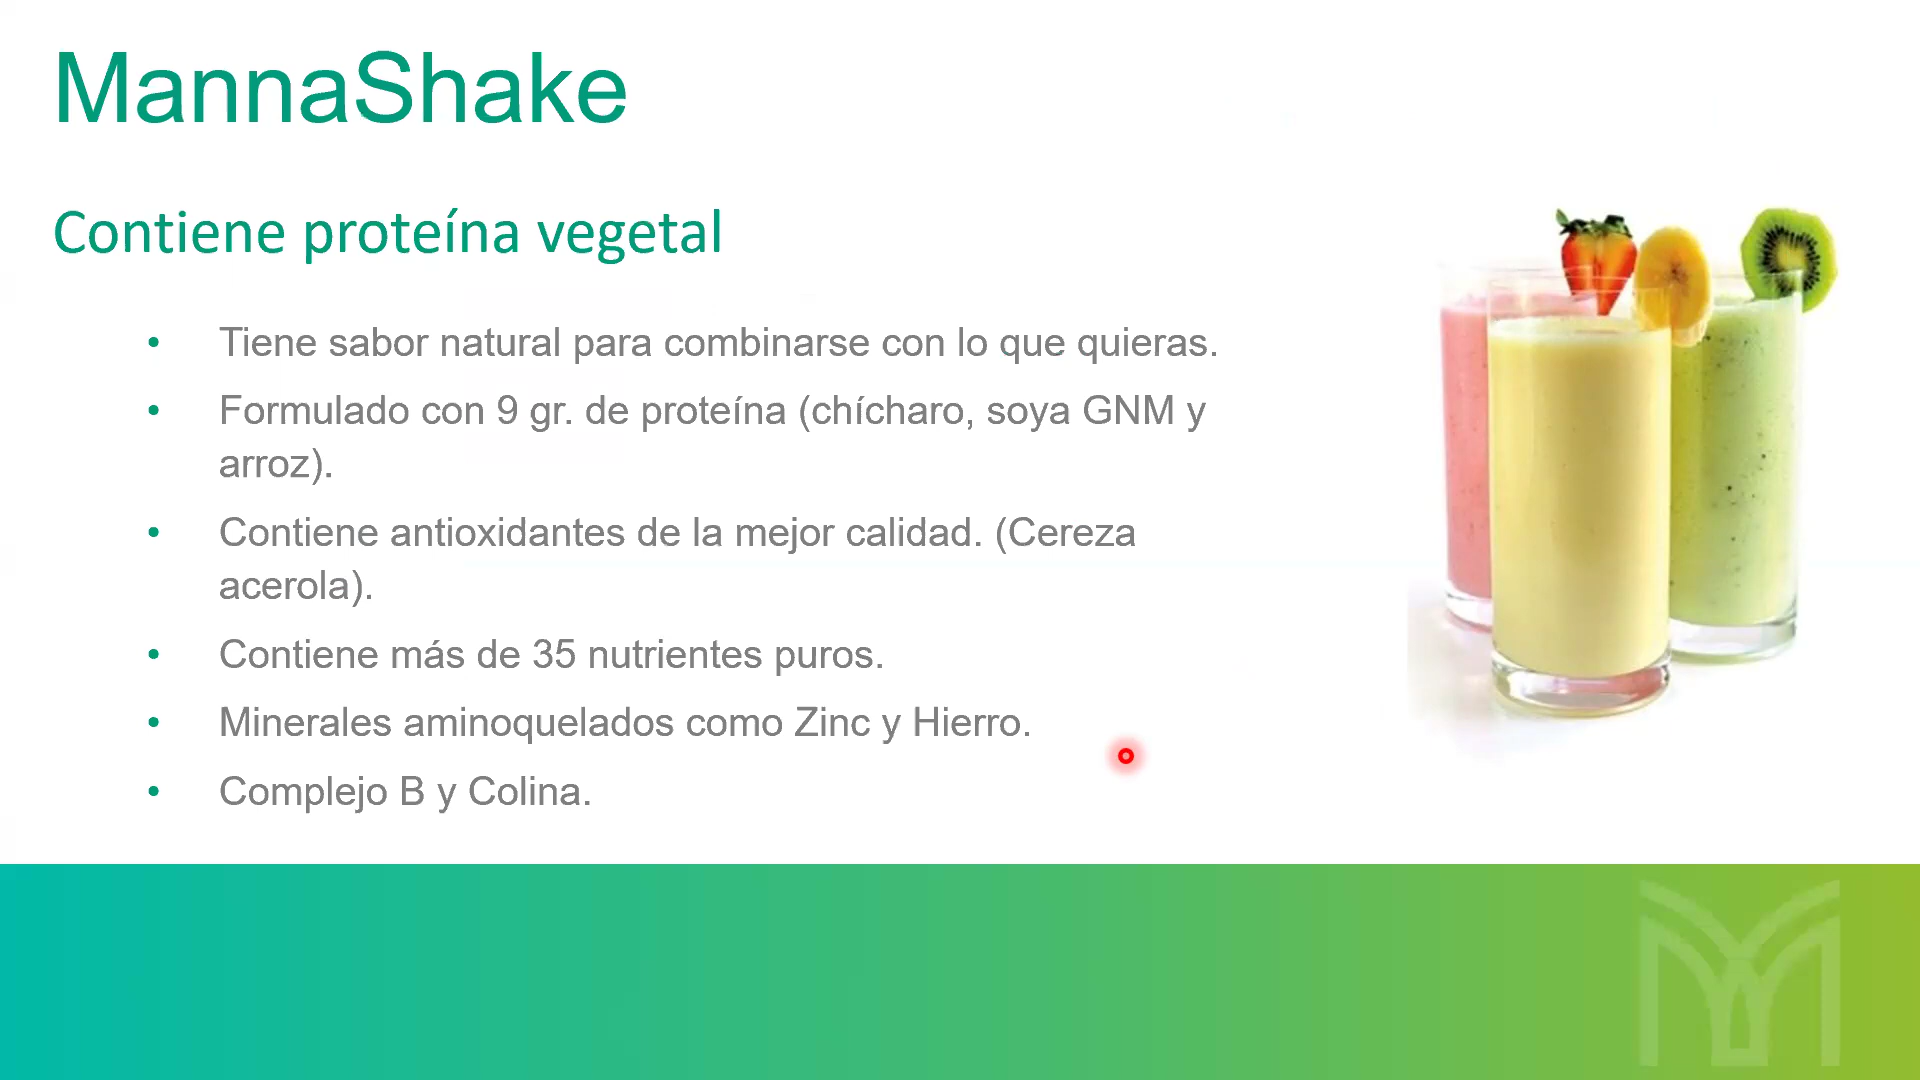 MannaShake
Contiene proteína vegetal
• Tiene sabor natural para combinarse con lo que quieras.
• Formulado con 9 gr. de proteína (chícharo, soya GNM y
arroz).
• Contiene antioxidantes de la mejor calidad. (Cereza
acerola).
• Contiene más de 35 nutrientes puros.
• Minerales aminoquelados como Zinc y Hierro.
• Complejo B y Colina.